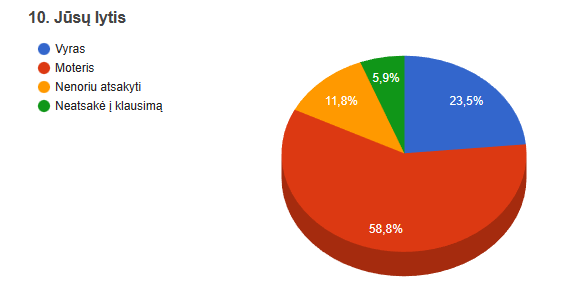 10. Jūsų lytis
Vyras
Moteris
Nenoriu atsakyti
Neatsakė į klausimą
5,9%
11,8%
23,5%
58,8%